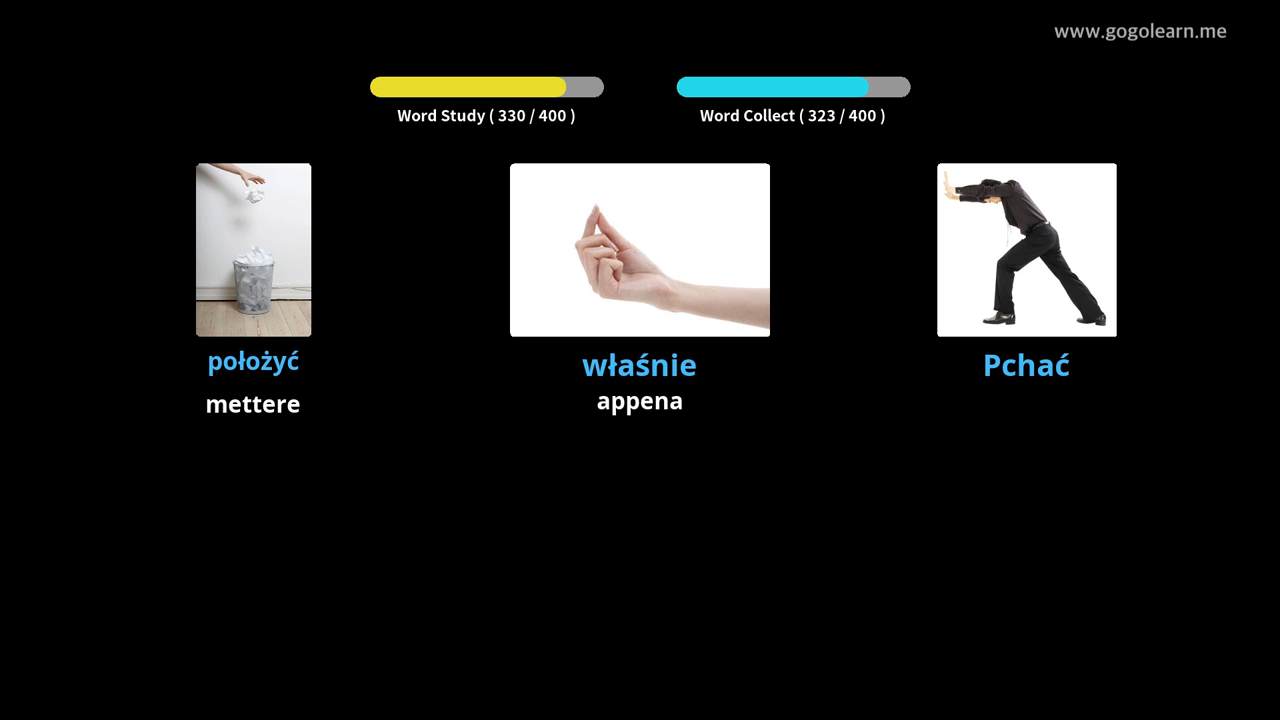 www.gogolearn.me
Word Study ( 330 / 400 )
Word Collect ( 323 / 400 )
położyć
właśnie
Pchać
mettere
appena